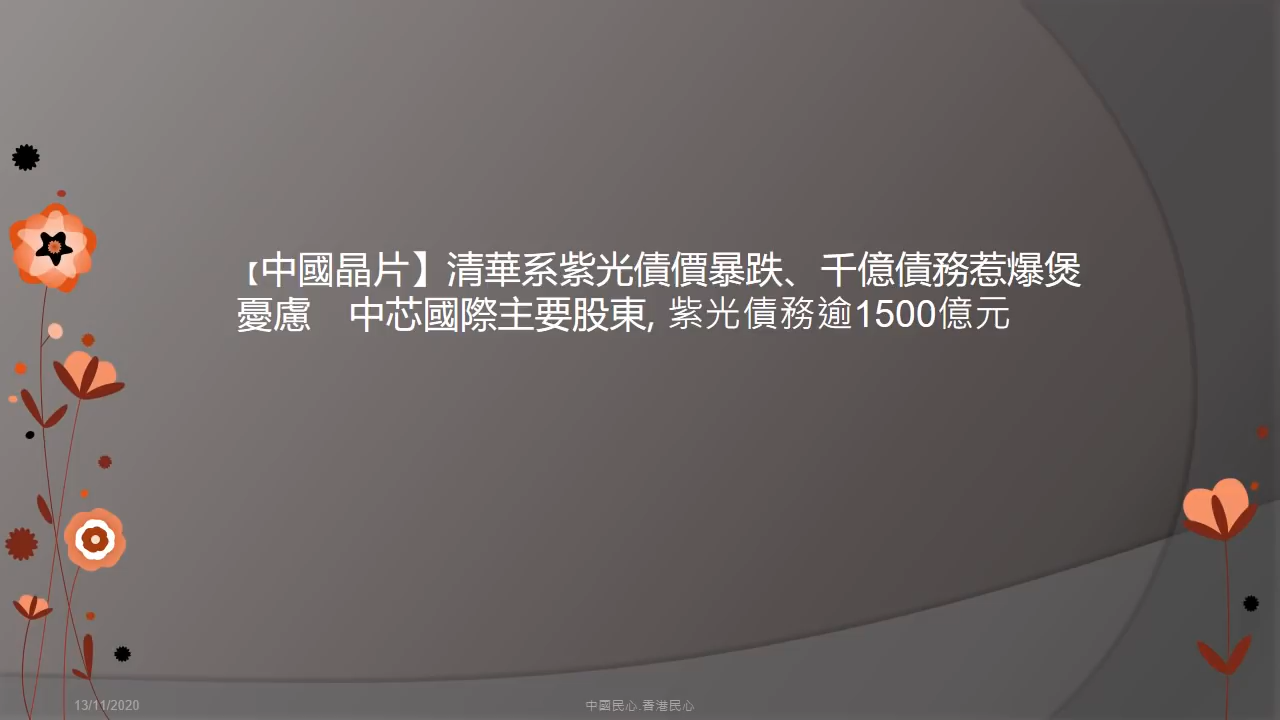 【中國晶片】清華系紫光債價暴跌、千億債務惹爆煲
憂慮　中芯國際主要股東, 紫光債務逾1500億元
13/11/2020
中國民心.香港民心